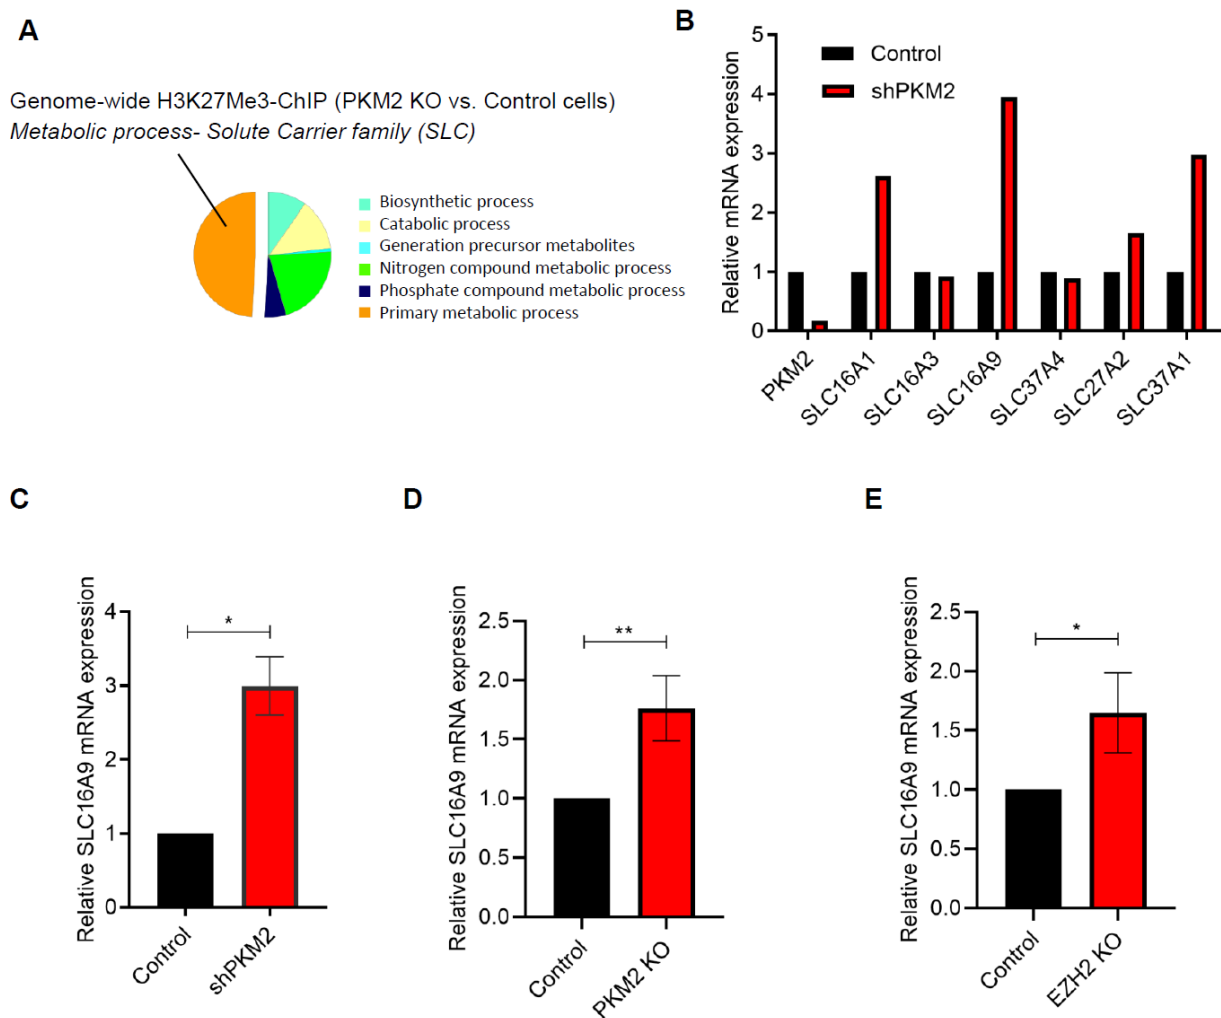 A
Genome-wide H3K27Me3-ChIP (PKM2 KO vs. Control cells)
Metabolic process- Solute Carrier family (SLC)
Biosynthetic process
Catabolic process
Generation precursor metabolites
Nitrogen compound metabolic process
Phosphate compound metabolic process
Primary metabolic process
B
Relative mRNA expression
5
4
3
2
1
0
Control
shPKM2
PKM2
SLC16A1
SLC16A3
SLC16A9
SLC37A4
SLC27A2
SLC37A1
C
Relative SLC16A9 mRNA expression
4
3
2
1
0
*
Control
shPKM2
D
Relative SLC16A9 mRNA expression
2.5
2.0
1.5
1.0
0.5
0.0
**
Control
PKM2 KO
E
Relative SLC16A9 mRNA expression
2.5
2.0
1.5
1.0
0.5
0.0
*
Control
EZH2 KO